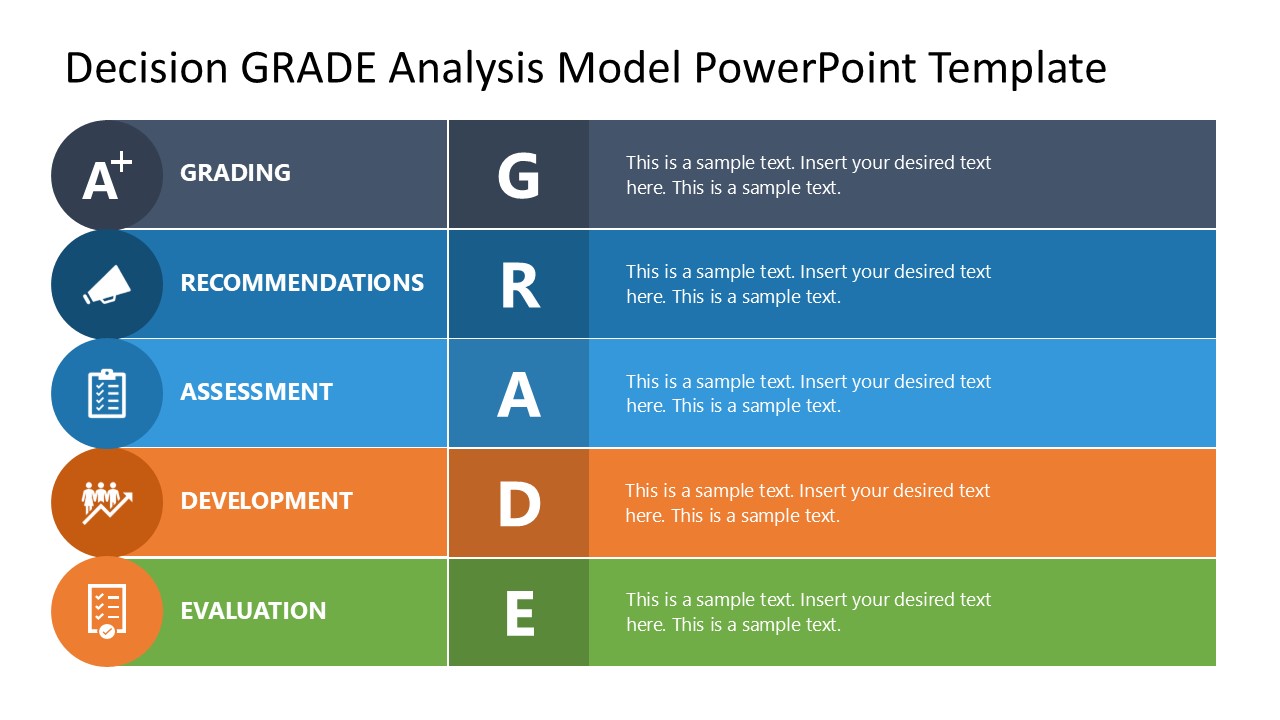 Decision GRADE Analysis Model PowerPoint Template
A+
GRADING
G
This is a sample text. Insert your desired text
here. This is a sample text.
RECOMMENDATIONS
R
This is a sample text. Insert your desired text
here. This is a sample text.
ASSESSMENT
A
This is a sample text. Insert your desired text
here. This is a sample text.
DEVELOPMENT
D
This is a sample text. Insert your desired text
here. This is a sample text.
EVALUATION
E
This is a sample text. Insert your desired text
here. This is a sample text.